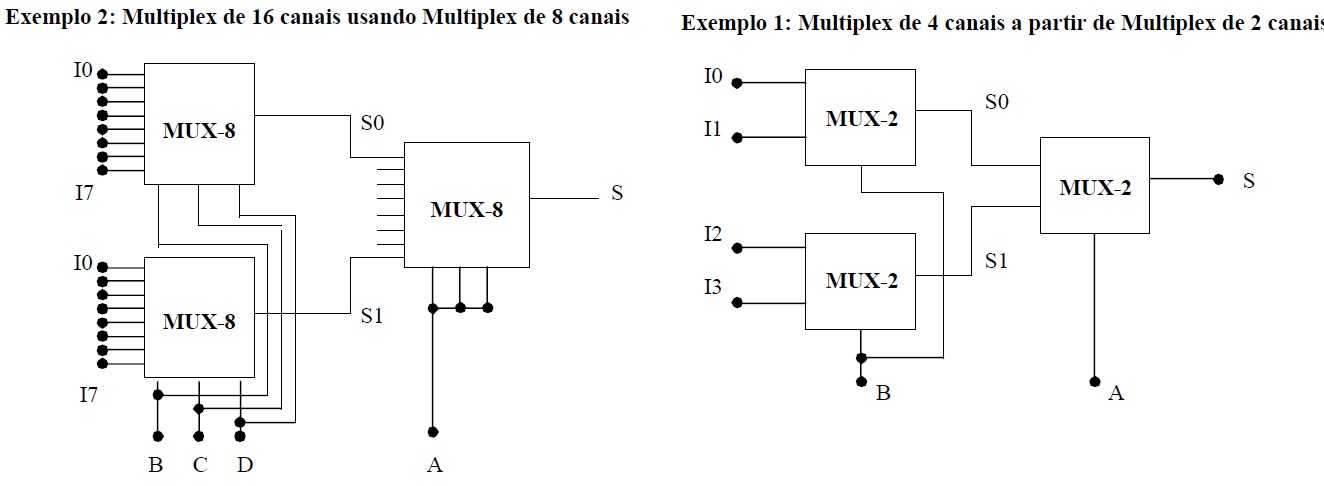 Exemplo 2: Multiplex de 16 canais usando Multiplex de 8 canais
I0
MUX-8
S0
I7
MUX-8
S
I0
MUX-8
S1
I7
B C D
A
Exemplo 1: Multiplex de 4 canais a partir de Multiplex de 2 canais
I0
MUX-2
S0
I1
MUX-2
S
I2
S1
MUX-2
I3
B
A